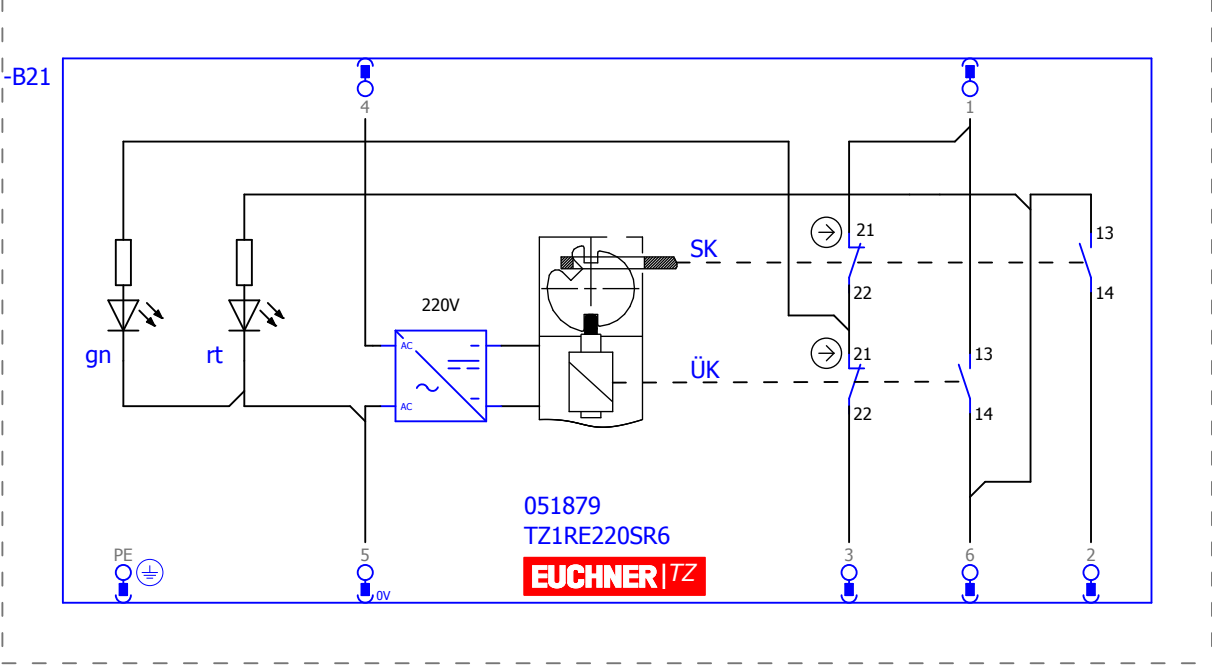 -B21
4
1
21
13
SK
22
14
220V
gn
rt
AC
AC
21
13
ÜK
22
14
051879
TZ1RE220SR6
EUCHNER|TZ
PE
5
0V
3
6
2